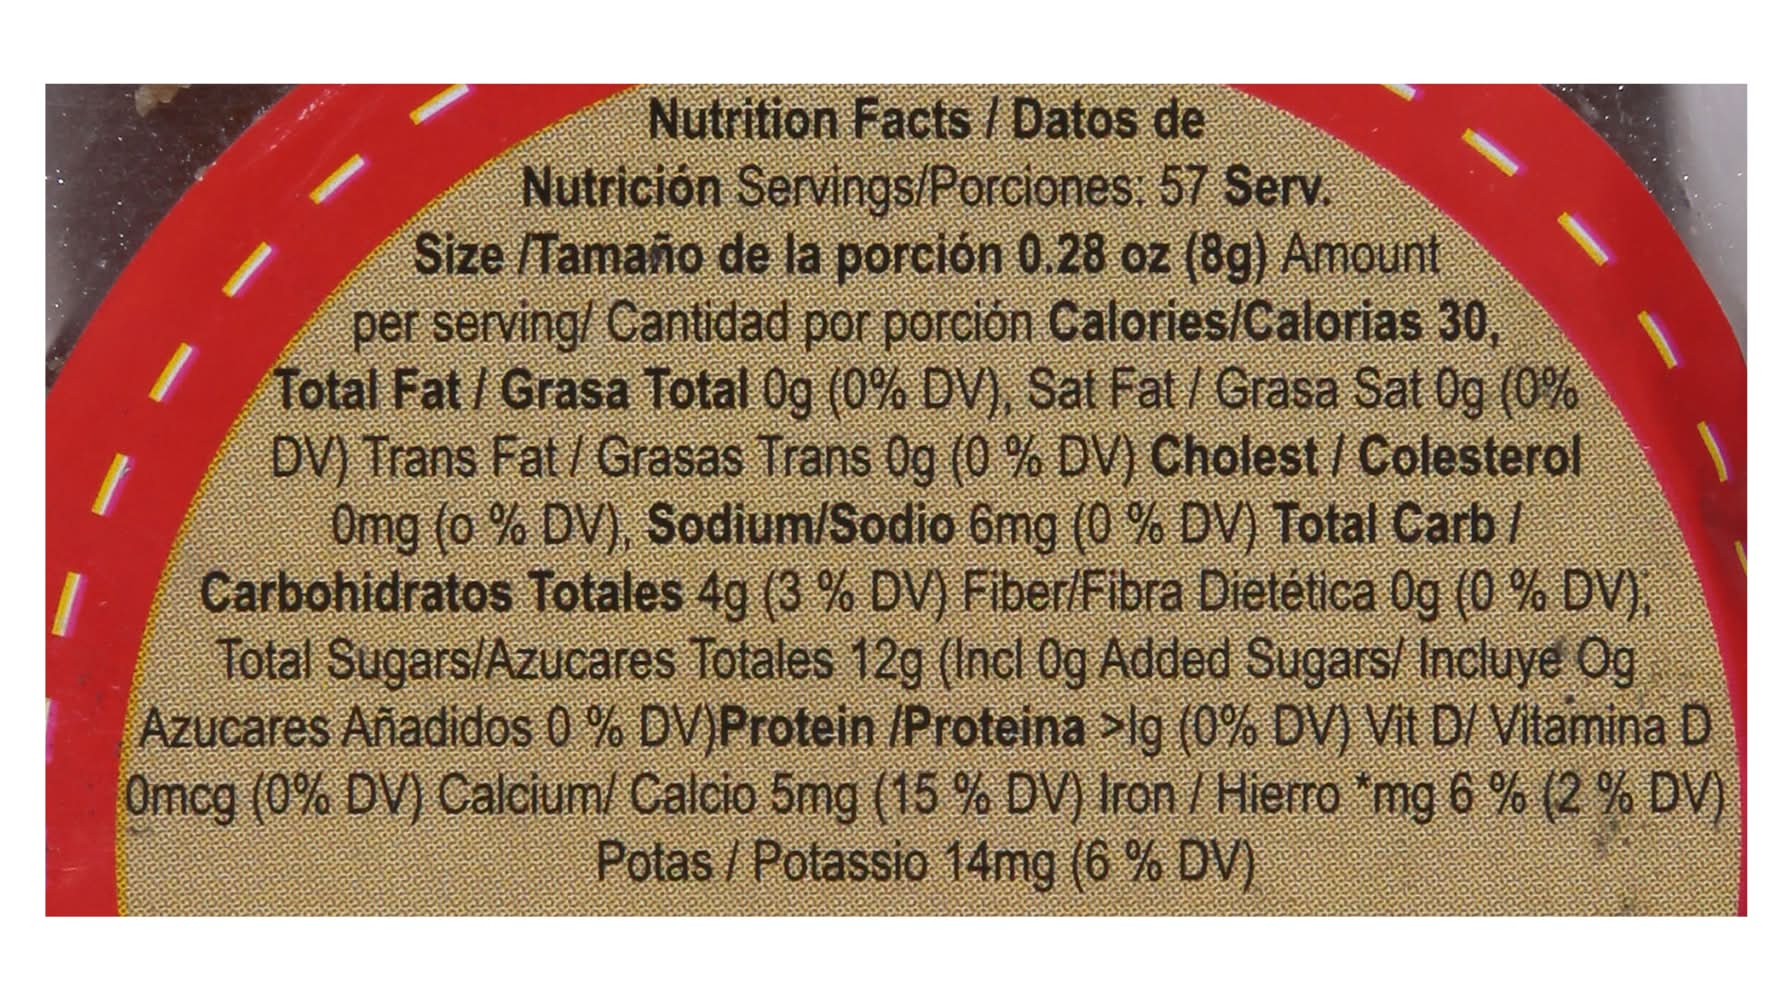 Nutrition Facts / Datos de
Nutrición Servings/Porciones: 57 Serv.
Size /Tamaño de la porción 0.28 oz (8g) Amount
per serving/ Cantidad por porción Calories/Calorias 30,
Total Fat / Grasa Total 0g (0% DV), Sat Fat / Grasa Sat 0g (0%
DV) Trans Fat / Grasas Trans 0g (0 % DV) Cholest / Colesterol
0mg (o % DV), Sodium/Sodio 6mg (0 % DV) Total Carb /
Carbohidratos Totales 4g (3 % DV) Fiber/Fibra Dietética 0g (0 % DV);
Total Sugars/Azucares Totales 12g (Incl 0g Added Sugars/ Incluye Og
Azucares Añadidos 0 % DV)Protein /Proteina >lg (0% DV) Vit D/ Vitamina D
0mcg (0% DV) Calcium/ Calcio 5mg (15 % DV) Iron / Hierro *mg 6 % (2 % DV)
Potas / Potassio 14mg (6 % DV)